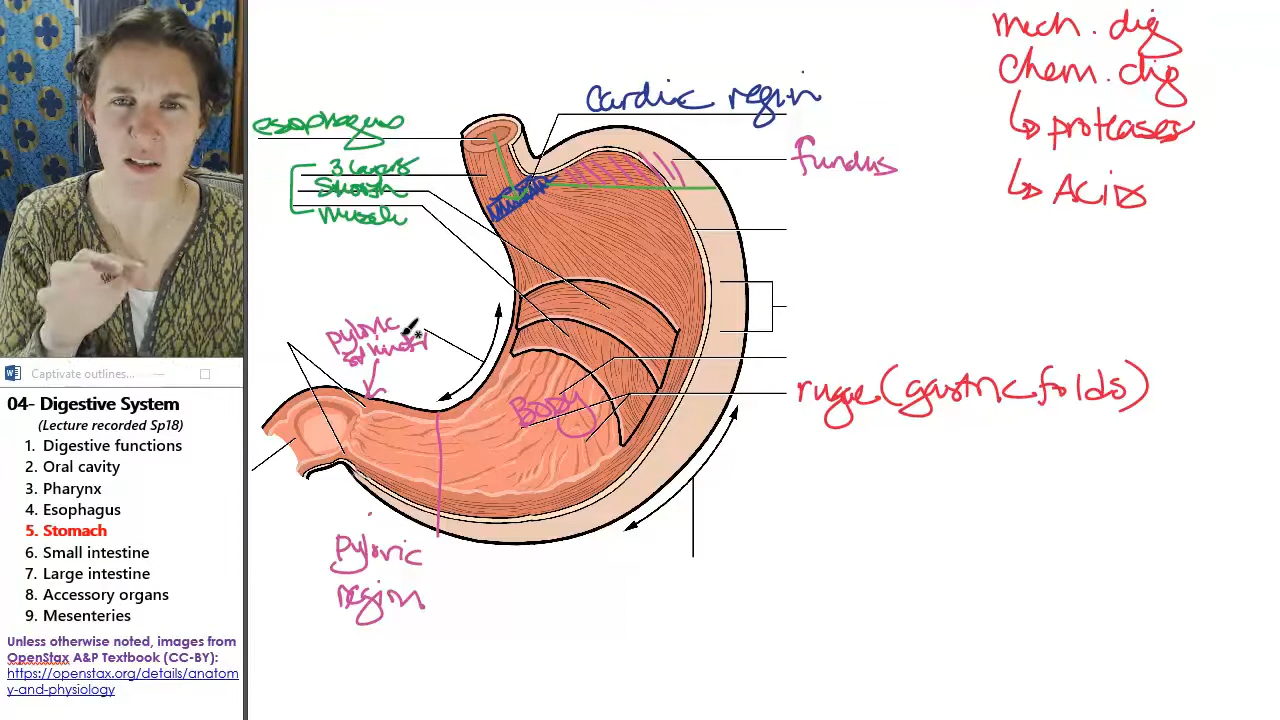 mech. dig
chem. dig
↳ proteases
↳ Acids
cardic region
esophagus
fundus
3 layers
Smooth
muscle
pyloric
sphincter
rugae (gastric folds)
BODY
pyloric
region
Captivate outlines...
04- Digestive System
(Lecture recorded Sp18)
1. Digestive functions
2. Oral cavity
3. Pharynx
4. Esophagus
5. Stomach
6. Small intestine
7. Large intestine
8. Accessory organs
9. Mesenteries
Unless otherwise noted, images from
OpenStax A&P Textbook (CC-BY):
https://openstax.org/details/anatom
y-and-physiology